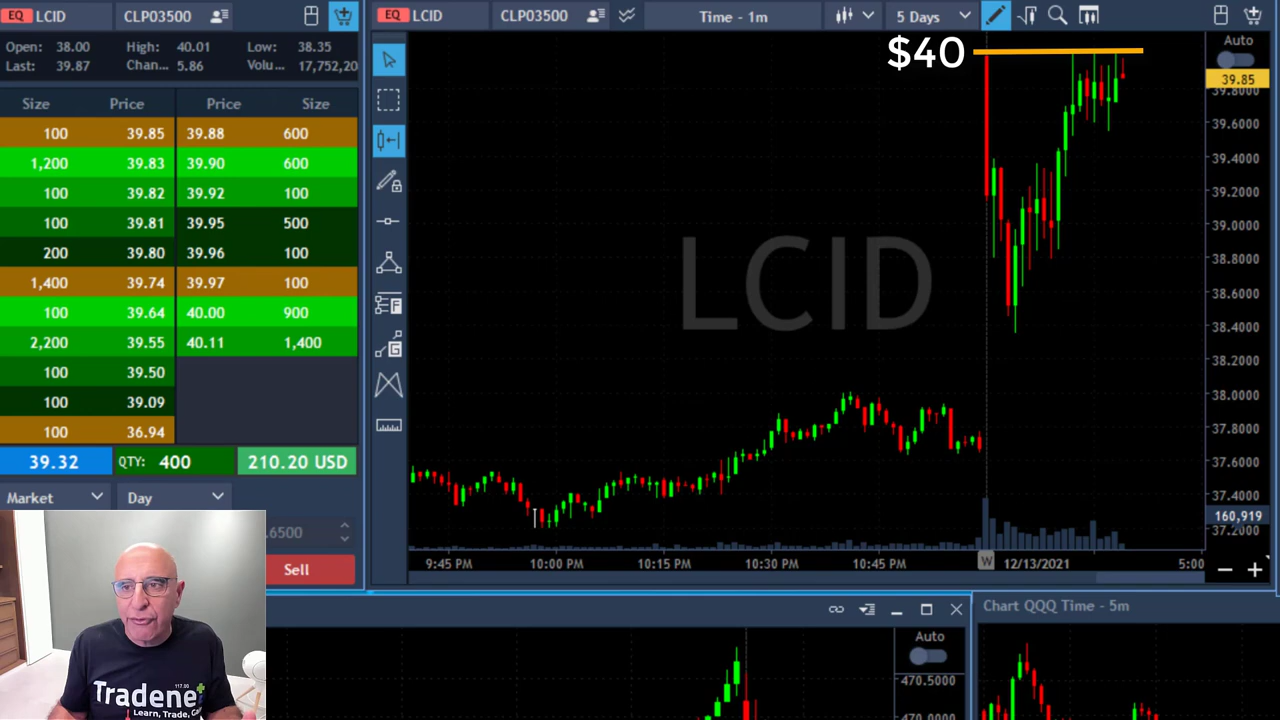 EQ LCID CLP03500
Open: 38.00 High: 40.01 Low: 38.35
Last: 39.87 Chan... 5.86 Volu... 17,752,20
Size Price Price Size
100 39.85 39.88 600
1,200 39.83 39.90 600
100 39.82 39.92 100
100 39.81 39.95 500
200 39.80 39.96 100
1,400 39.74 39.97 100
100 39.64 40.00 900
2,200 39.55 40.11 1,400
100 39.50
100 39.09
100 36.94
39.32 QTY: 400 210.20 USD
Market Day
.6500
Sell
Tradene
117.00
Learn, Trade,
EQ LCID CLP03500 Time - 1m 5 Days
$40
Auto
39.85
39.8000
39.6000
39.4000
39.2000
39.0000
38.8000
38.6000
38.4000
38.2000
38.0000
37.8000
37.6000
37.4000
160,919
37.2000
LCID
F
G
9:45 PM 10:00 PM 10:15 PM 10:30 PM 10:45 PM W 12/13/2021 5:00
Auto
470.5000
470.0000
Chart QQQ Time - 5m